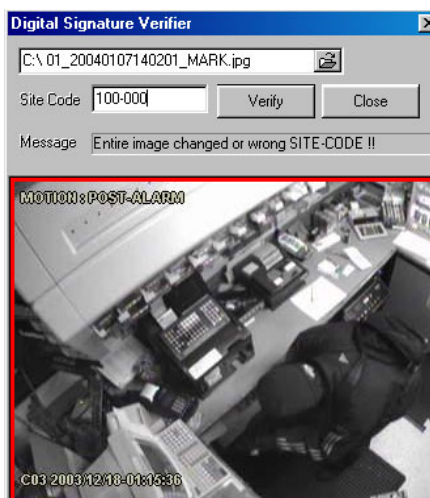 Digital Signature Verifier
C:\ 01_20040107140201_MARK.jpg
Site Code 100-000 Verify Close
Message Entire image changed or wrong SITE-CODE !!
MOTION : POST-ALARM
C03 2003/12/18-01:15:36